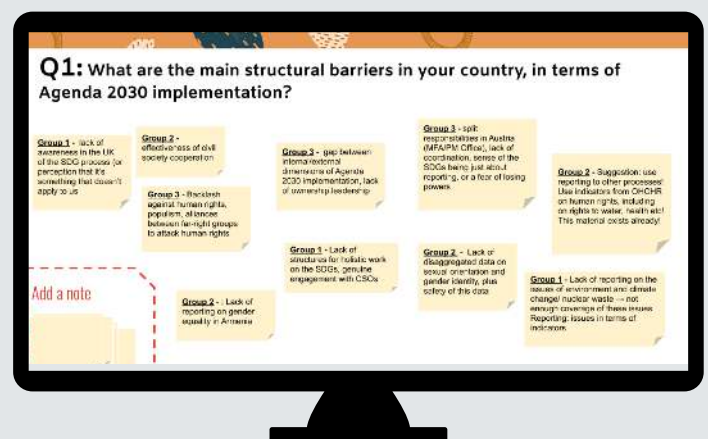 Q1: What are the main structural barriers in your country, in terms of
Agenda 2030 implementation?
Group 1 - lack of
awareness in the UK
of the SDG process (or
perception that it's
something that doesn't
apply to us
Group 2 -
effectiveness of civil
society cooperation
Group 3 - Backlash
against human rights,
populism, alliances
between far-right groups
to attack human rights
Group 3 - gap between
internal/external
dimensions of Agenda
2030 implementation, lack
of ownership leadership
Group 3 - split
responsibilities in Austria
(MFA/PM Office), lack of
coordination, sense of the
SDGs being just about
reporting, or a fear of losing
powers
Group 2 - Suggestion: use
reporting to other processes!
Use indicators from OHCHR
on human rights, including
on rights to water, health etc!
This material exists already!
Group 1 - Lack of
structures for holistic work
on the SDGs, genuine
engagement with CSOs
Group 2 - Lack of
disaggregated data on
sexual orientation and
gender identity, plus
safety of this data
Group 1 - Lack of reporting on the
issues of environment and climate
change/ nuclear waste — not
enough coverage of these issues
Reporting: issues in terms of
indicators
Add a note
Group 2 - : Lack of
reporting on gender
equality in Armenia